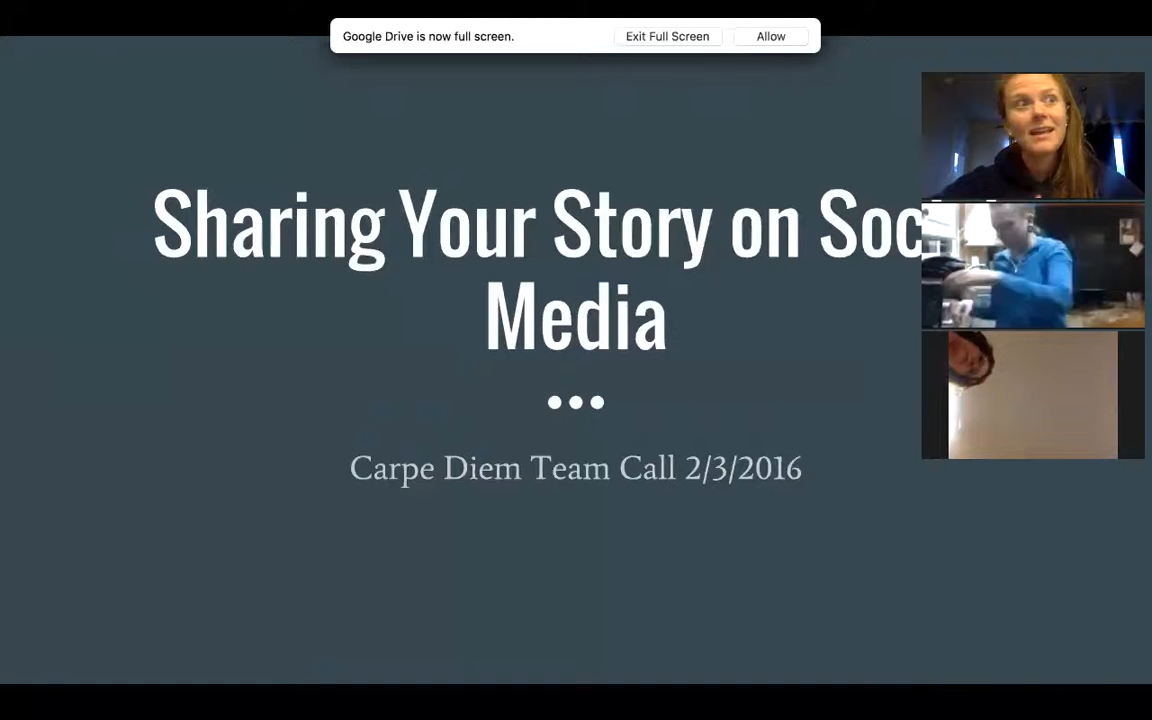 Google Drive is now full screen.
Exit Full Screen
Allow
Sharing Your Story on Soc
Media
Carpe Diem Team Call 2/3/2016